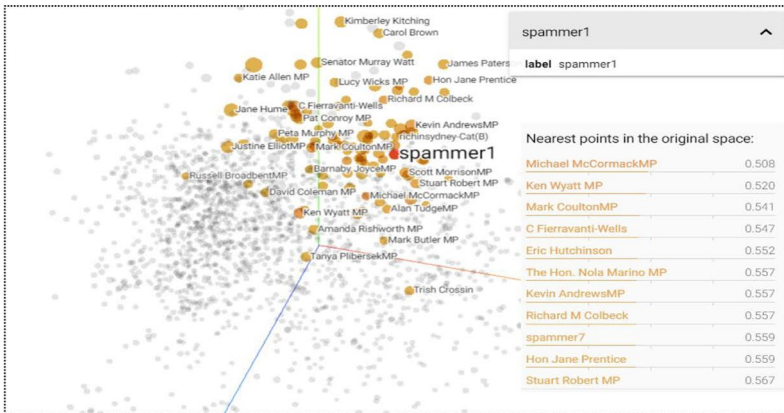 Kimberley Kitching
Carol Brown
Senator Murray Watt
James Paters
Katie Allen MP
Lucy Wicks MP
Hon Jane Prentice
Jane Hume
C Fierravanti-Wells
Richard M Colbeck
Pat Conroy MP
Kevin AndrewsMP
Peta Murphy MP
richinsydney-Cat(B)
Justine ElliotMP
Mark CoultonMP
spammer1
Russell BroadbentMP
Barnaby JoyceMP
Scott MorrisonMP
Stuart Robert MP
David Coleman MP
Michael McCormackMP
Ken Wyatt MP
Alan TudgeMP
Amanda Rishworth MP
Mark Butler MP
Tanya PlibersekMP
Trish Crossin
spammer1
label spammer1
Nearest points in the original space:
Michael McCormackMP 0.508
Ken Wyatt MP 0.520
Mark CoultonMP 0.541
C Fierravanti-Wells 0.547
Eric Hutchinson 0.552
The Hon. Nola Marino MP 0.557
Kevin AndrewsMP 0.557
Richard M Colbeck 0.557
spammer7 0.559
Hon Jane Prentice 0.559
Stuart Robert MP 0.567